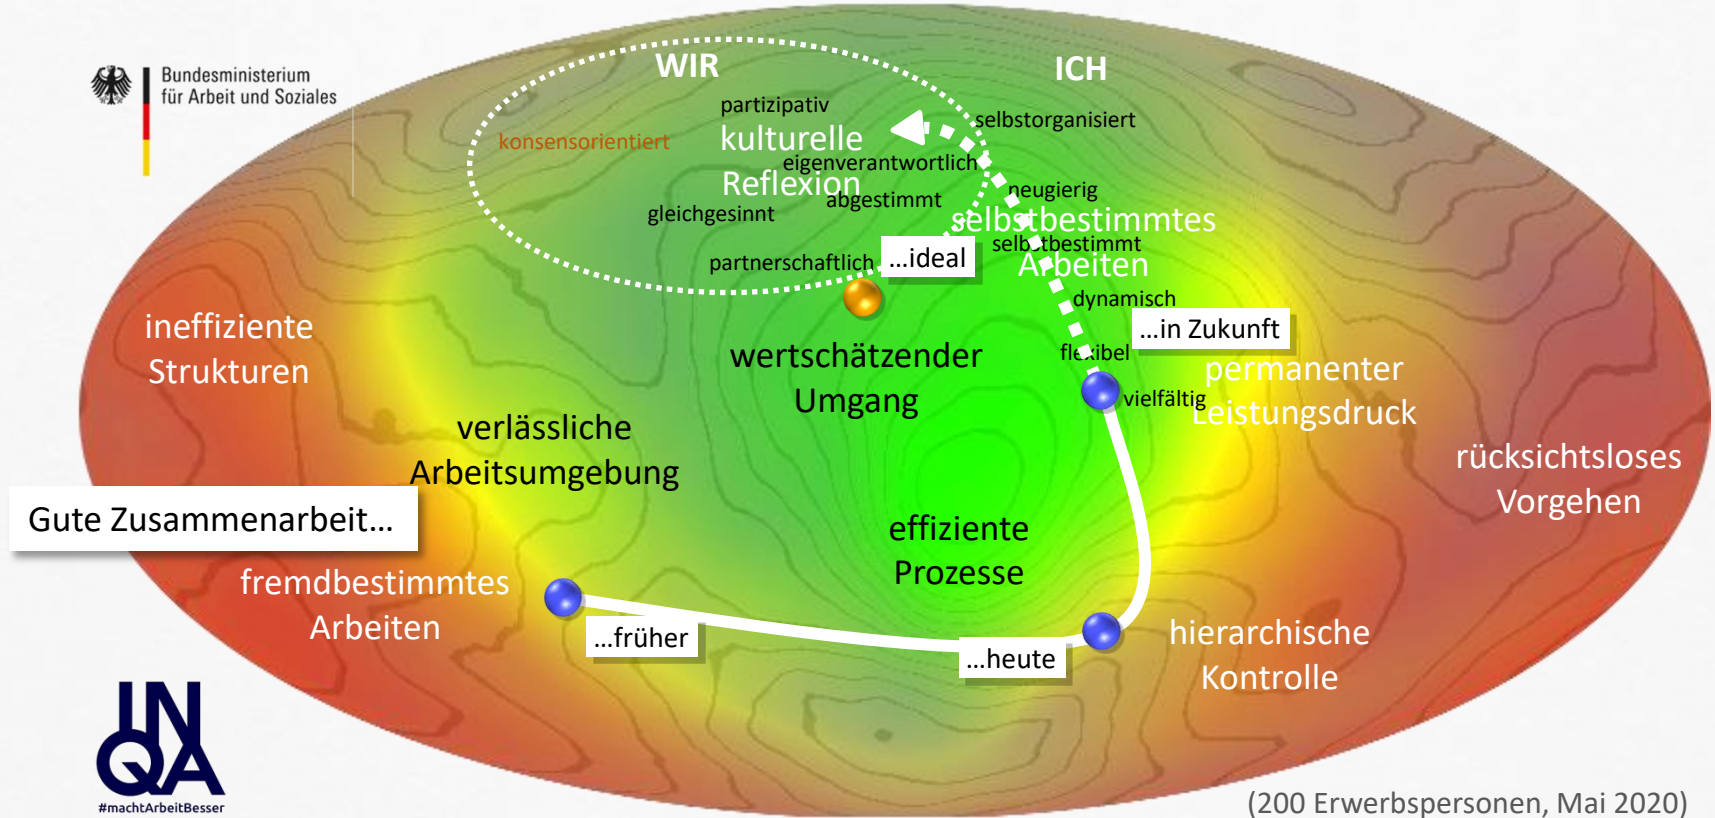 Bundesministerium
für Arbeit und Soziales
WIR
ICH
partizipativ
selbstorganisiert
konsensorientiert
kulturelle
Reflexion
eigenverantwortlich
abgestimmt
gleichgesinnt
neugierig
selbstbestimmtes
Arbeiten
selbstbestimmt
partnerschaftlich
...ideal
dynamisch
...in Zukunft
flexibel
vielfältig
permanenter
Leistungsdruck
ineffiziente
Strukturen
wertschätzender
Umgang
verlässliche
Arbeitsumgebung
rücksichtsloses
Vorgehen
Gute Zusammenarbeit...
effiziente
Prozesse
fremdbestimmtes
Arbeiten
...früher
...heute
hierarchische
Kontrolle
INQA
#machtArbeitBesser
(200 Erwerbspersonen, Mai 2020)